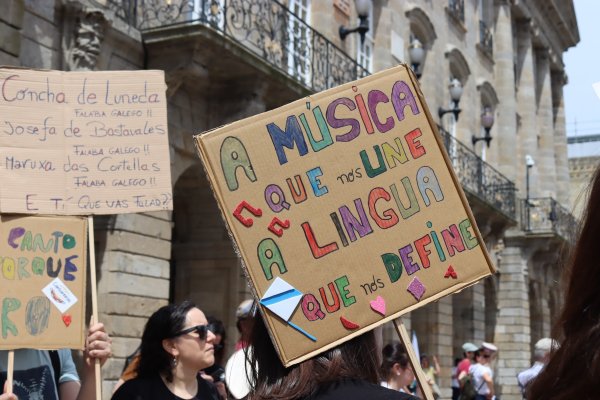 Concha de Luneda
FALABA GALEGO !!
Josefa de Bastavales
FALABA GALEGO !!
Maruxa das Cortellas
FALABA GALEGO !!
E TI? QUE VAS FALAR??
CANTO
PORQUE
A MÚSICA
QUE nos UNE
A LINGUA
QUE nos DEFINE